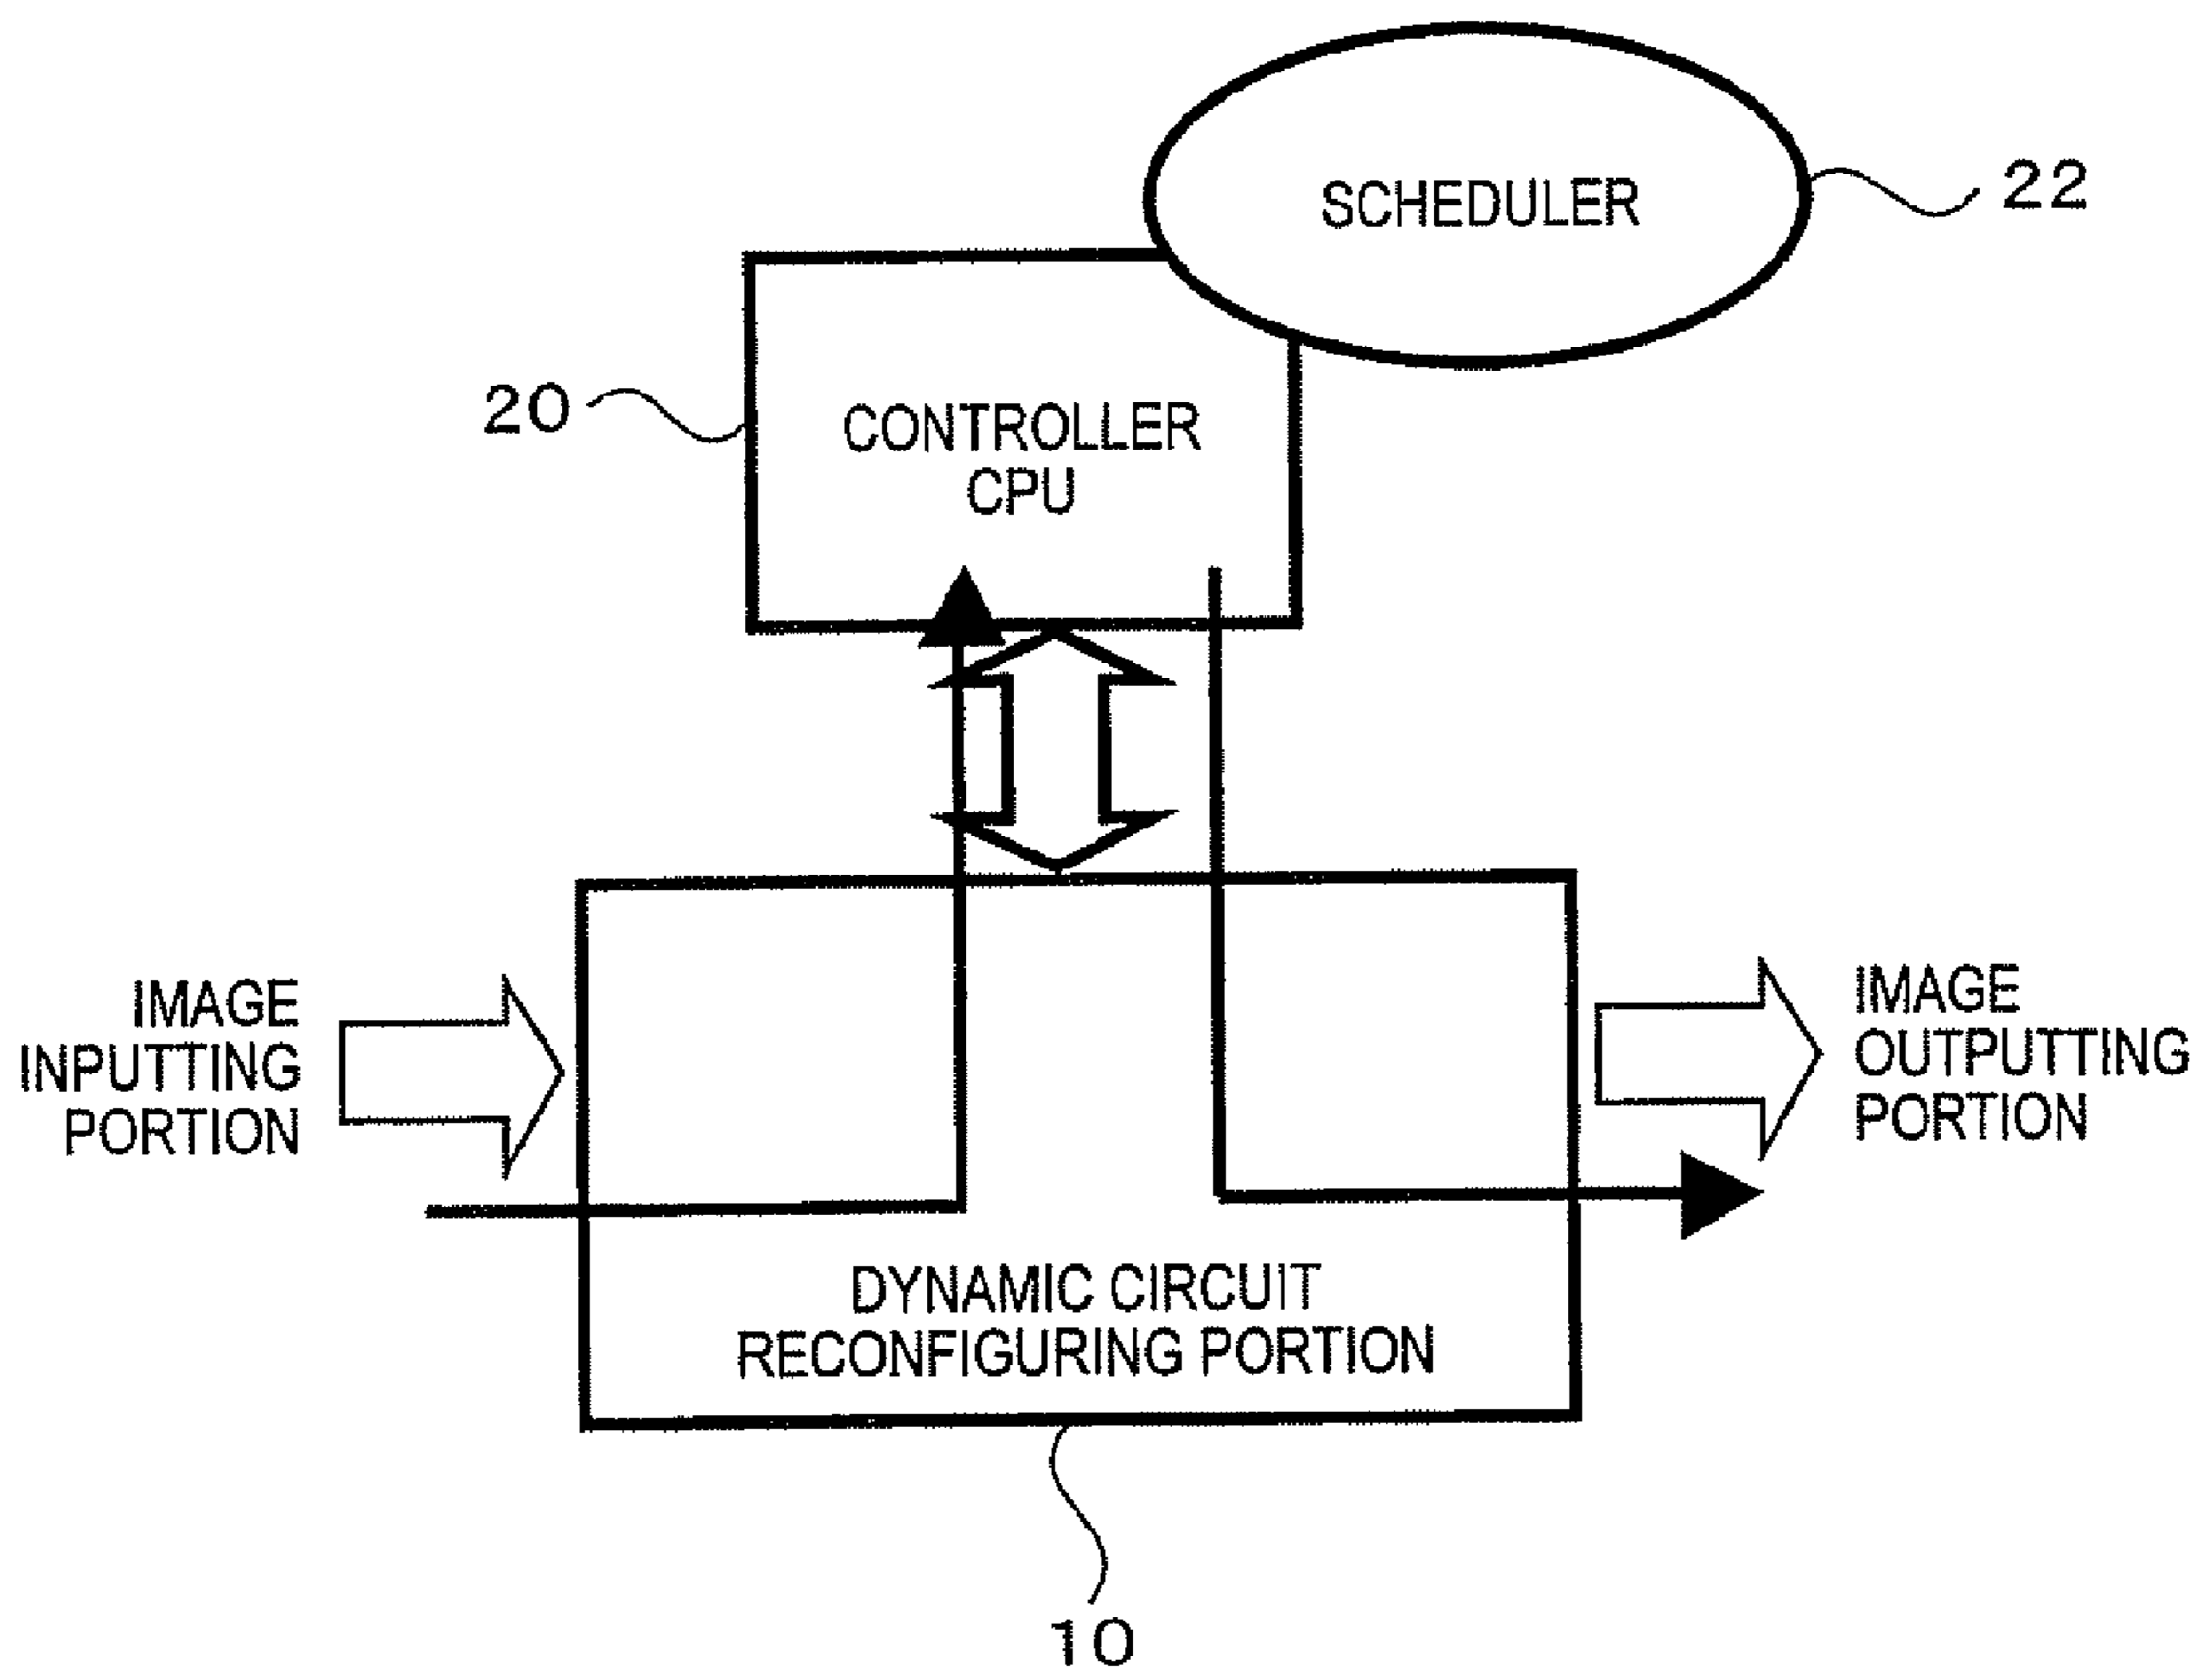 SCHEDULER
22
20
CONTROLLER
CPU
IMAGE
INPUTTING
PORTION
IMAGE
OUTPUTTING
PORTION
DYNAMIC CIRCUIT
RECONFIGURING PORTION
10